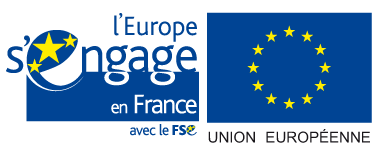 l'Europe
s'engage
en France
avec le FSe
UNION EUROPÉENNE